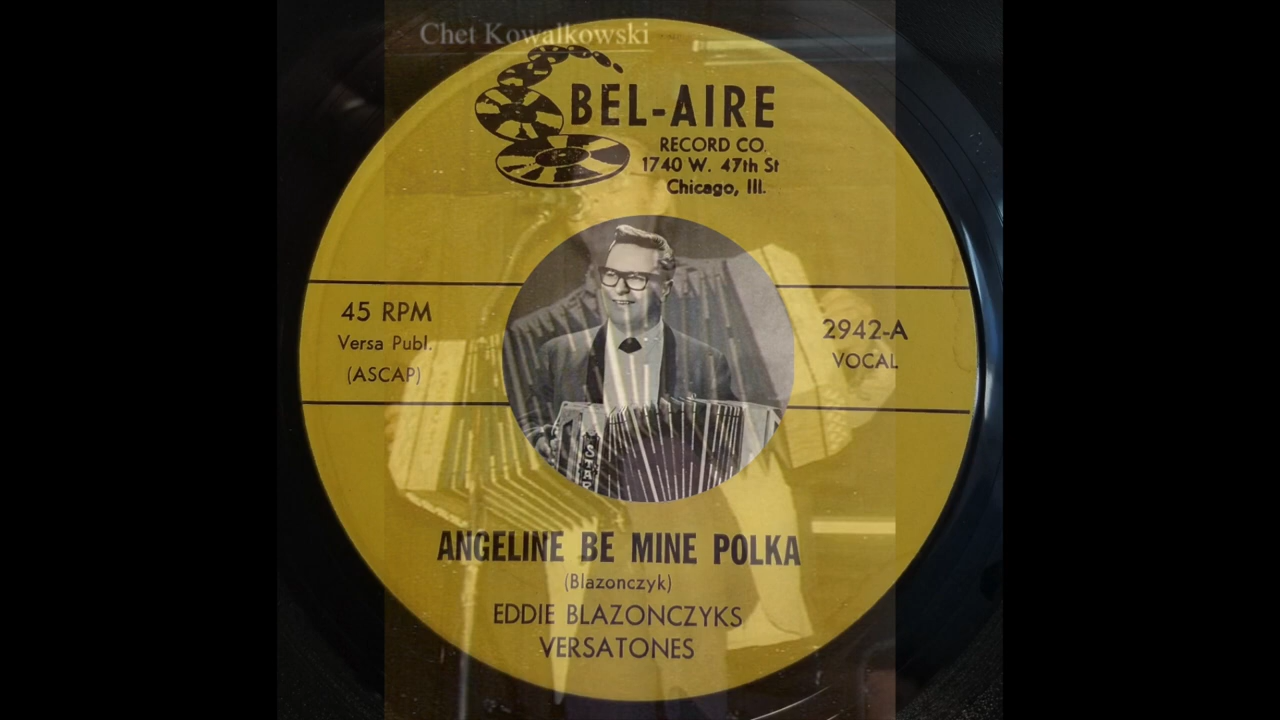 Chet Kowalkowski
BEL-AIRE
RECORD CO.
1740 W. 47th St
Chicago, Ill.
45 RPM
Versa Publ.
(ASCAP)
2942-A
VOCAL
STAR
ANGELINE BE MINE POLKA
(Blazonczyk)
EDDIE BLAZONCZYKS
VERSATONES